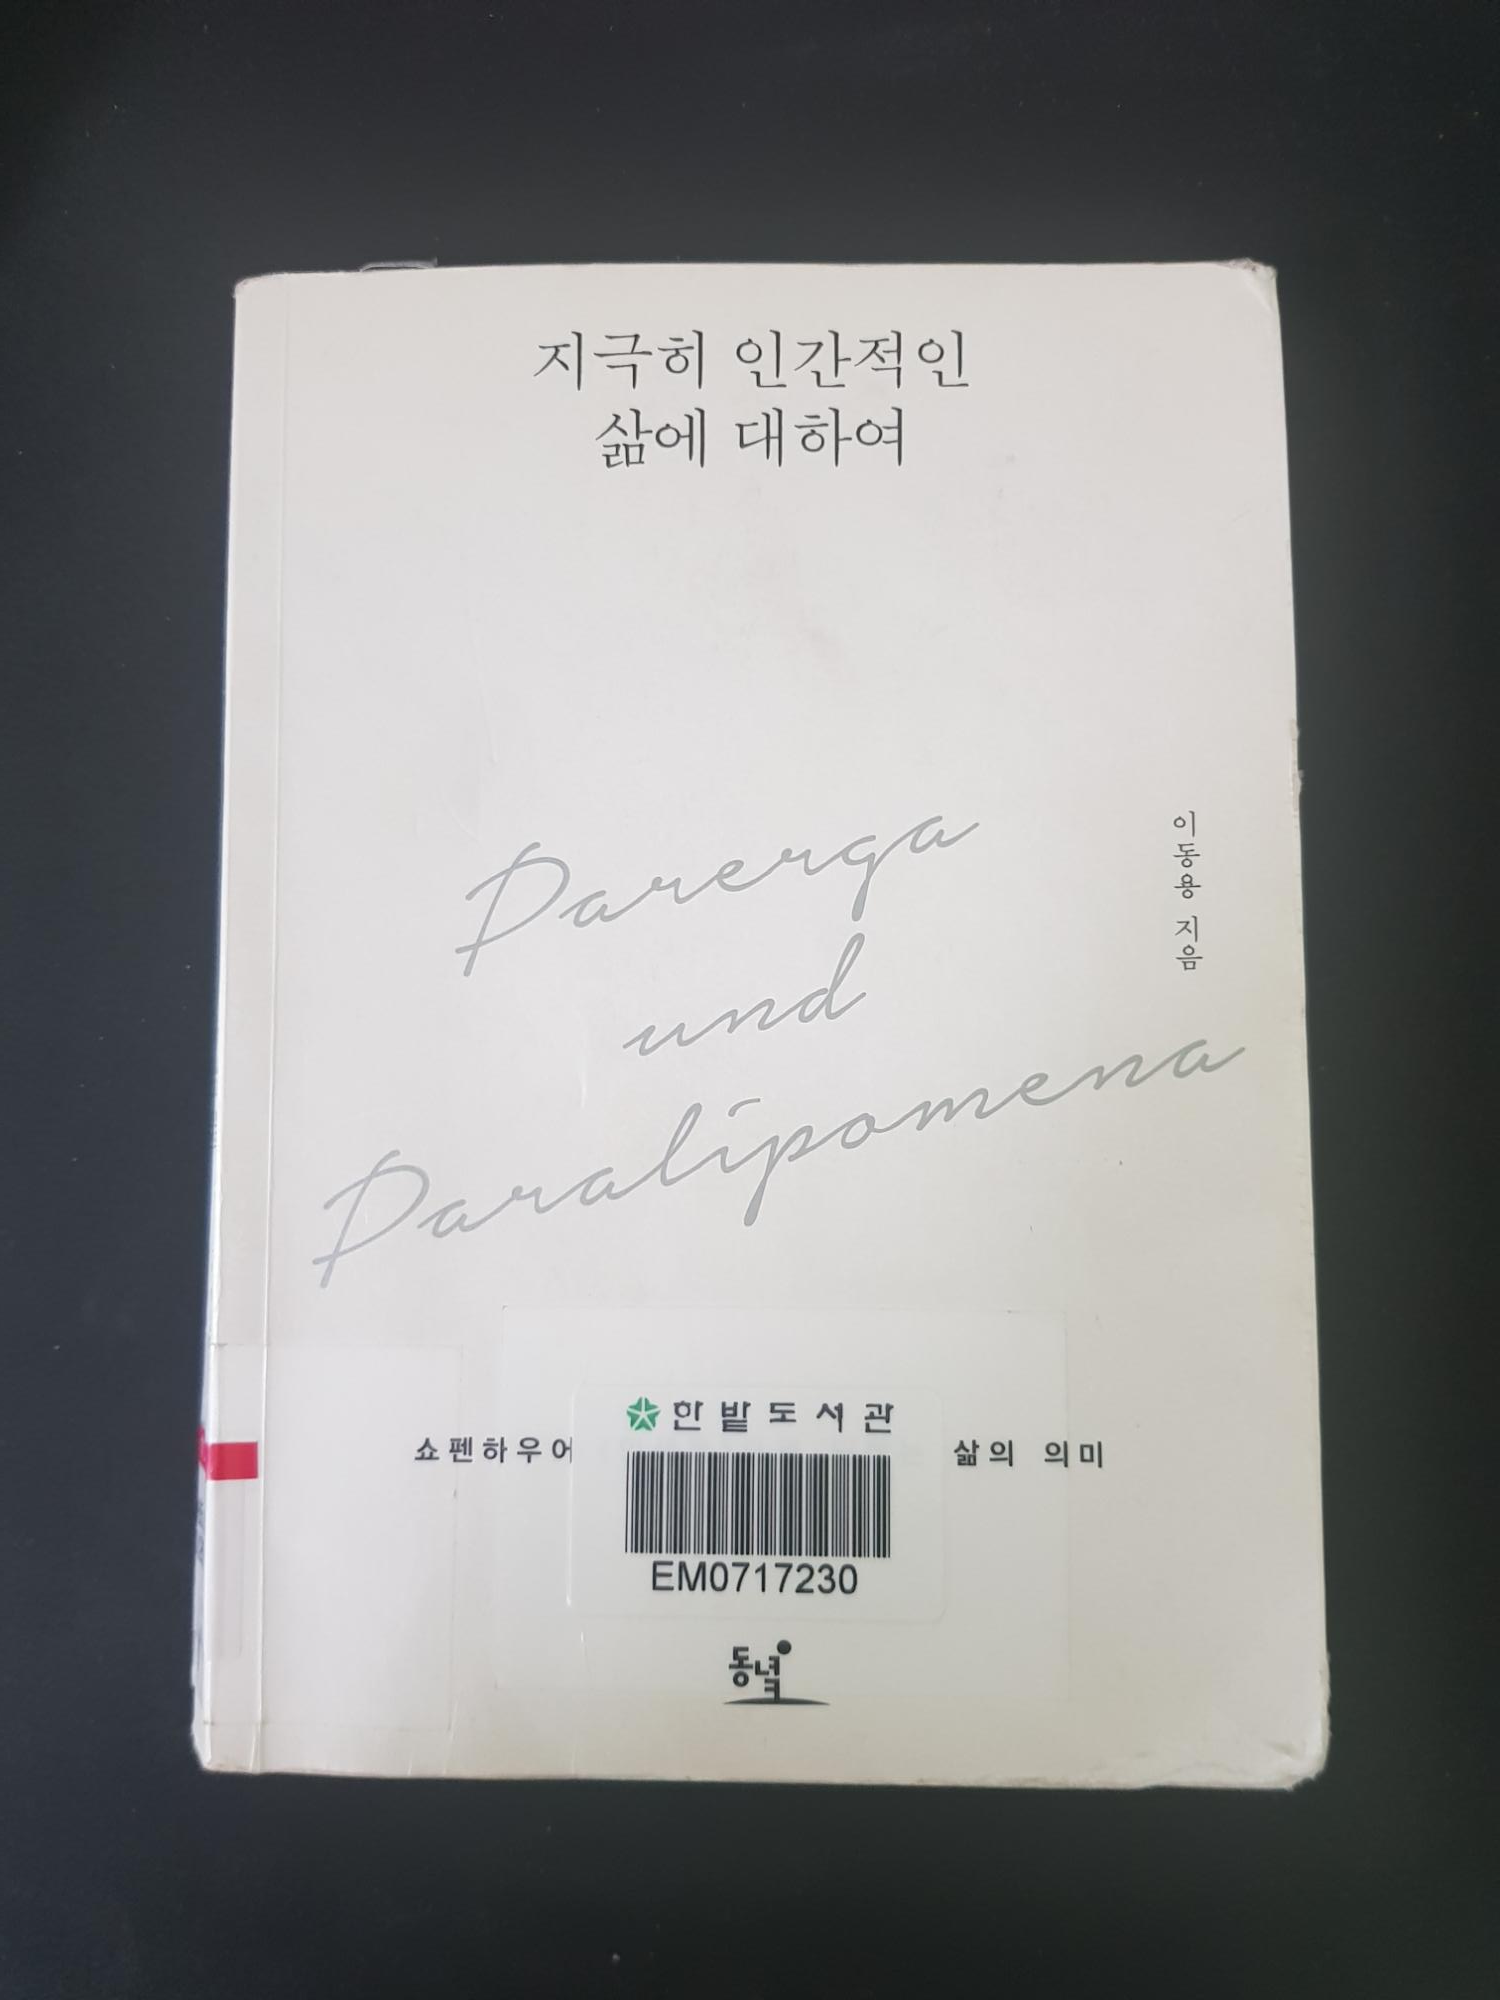 지극히 인간적인
삶에 대하여
이동용 지음
Parerga
und
Paralipomena
한밭도서관
쇼펜하우어 삶의 의미
EM0717230
동녘